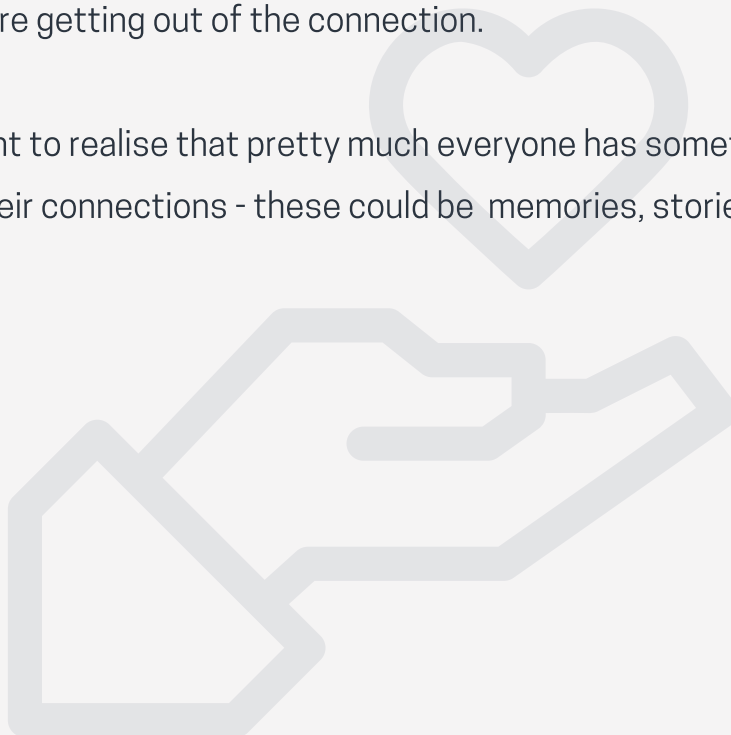 re getting out of the connection.
nt to realise that pretty much everyone has somet
eir connections - these could be  memories, storie